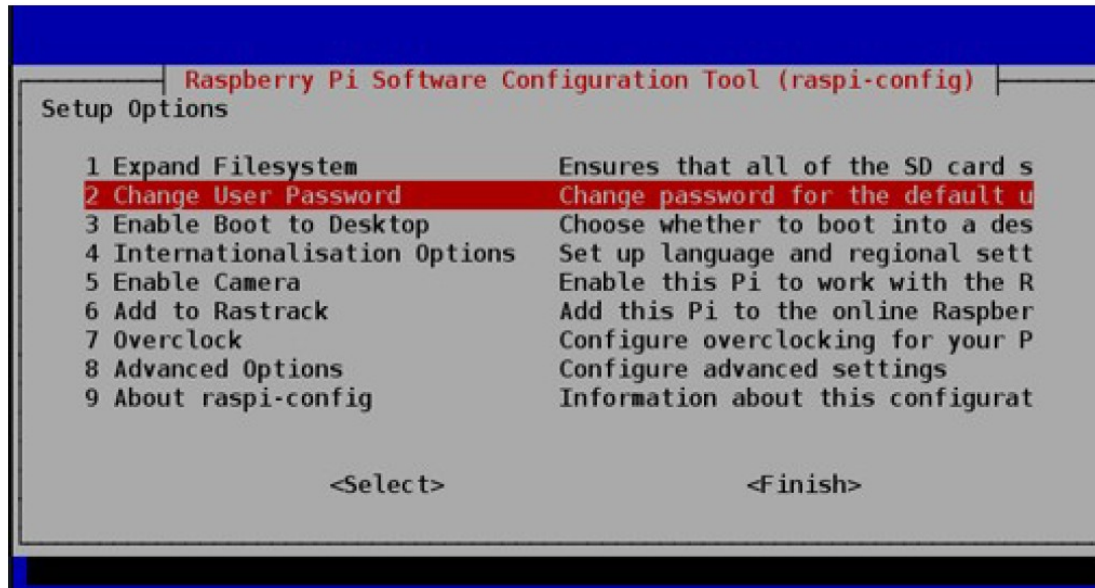 Raspberry Pi Software Configuration Tool (raspi-config)
Setup Options
1 Expand Filesystem Ensures that all of the SD card s
2 Change User Password Change password for the default u
3 Enable Boot to Desktop Choose whether to boot into a des
4 Internationalisation Options Set up language and regional sett
5 Enable Camera Enable this Pi to work with the R
6 Add to Rastrack Add this Pi to the online Raspber
7 Overclock Configure overclocking for your P
8 Advanced Options Configure advanced settings
9 About raspi-config Information about this configurat
<Select> <Finish>